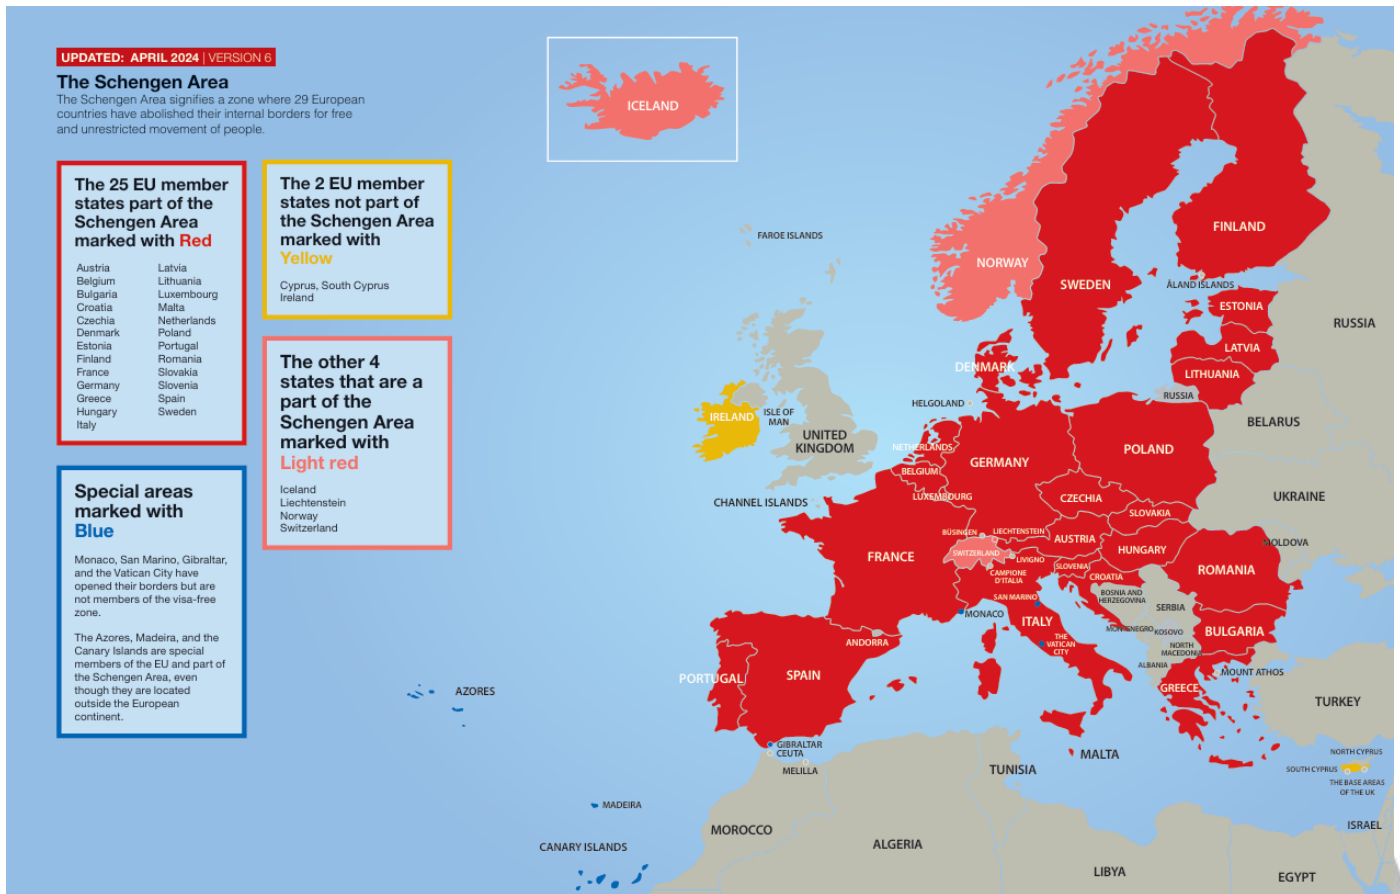 UPDATED: APRIL 2024 | VERSION 6
The Schengen Area
The Schengen Area signifies a zone where 29 European
countries have abolished their internal borders for free
and unrestricted movement of people.
The 25 EU member
states part of the
Schengen Area
marked with Red
Austria
Belgium
Bulgaria
Croatia
Czechia
Denmark
Estonia
Finland
France
Germany
Greece
Hungary
Italy
Latvia
Lithuania
Luxembourg
Malta
Netherlands
Poland
Portugal
Romania
Slovakia
Slovenia
Spain
Sweden
The 2 EU member
states not part of
the Schengen Area
marked with
Yellow
Cyprus, South Cyprus
Ireland
The other 4
states that are a
part of the
Schengen Area
marked with
Light red
Iceland
Liechtenstein
Norway
Switzerland
Special areas
marked with
Blue
Monaco, San Marino, Gibraltar,
and the Vatican City have
opened their borders but are
not members of the visa-free
zone.
The Azores, Madeira, and the
Canary Islands are special
members of the EU and part of
the Schengen Area, even
though they are located
outside the European
continent.
ICELAND
FAROE ISLANDS
NORWAY
SWEDEN
FINLAND
ÅLAND ISLANDS
ESTONIA
RUSSIA
LATVIA
LITHUANIA
DENMARK
RUSSIA
HELGOLAND
BELARUS
IRELAND
ISLE OF
MAN
UNITED
KINGDOM
NETHERLANDS
GERMANY
POLAND
BELGIUM
LUXEMBOURG
CZECHIA
UKRAINE
CHANNEL ISLANDS
SLOVAKIA
BÜSINGEN
LIECHTENSTEIN
AUSTRIA
MOLDOVA
FRANCE
SWITZERLAND
LIVIGNO
HUNGARY
SLOVENIA
ROMANIA
CAMPIONE
D'ITALIA
CROATIA
SAN MARINO
BOSNIA AND
HERZEGOVINA
SERBIA
MONACO
ITALY
MONTENEGRO
KOSOVO
BULGARIA
ANDORRA
THE
VATICAN
CITY
NORTH
MACEDONIA
ALBANIA
MOUNT ATHOS
PORTUGAL
SPAIN
GREECE
AZORES
TURKEY
GIBRALTAR
CEUTA
MELILLA
MALTA
TUNISIA
NORTH CYPRUS
SOUTH CYPRUS
THE BASE AREAS
OF THE UK
MADEIRA
MOROCCO
ALGERIA
ISRAEL
CANARY ISLANDS
LIBYA
EGYPT